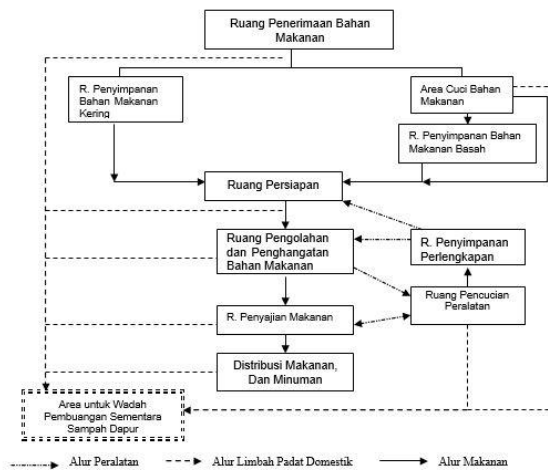 Ruang Penerimaan Bahan
Makanan
R. Penyimpanan
Bahan Makanan
Kering
Area Cuci Bahan
Makanan
R. Penyimpanan Bahan
Makanan Basah
Ruang Persiapan
Ruang Pengolahan
dan Penghangatan
Bahan Makanan
R. Penyimpanan
Perlengkapan
Ruang Pencucian
Peralatan
R. Penyajian Makanan
Distribusi Makanan,
Dan Minuman
Area untuk Wadah
Pembuangan Sementara
Sampah Dapur
Alur Peralatan
Alur Limbah Padat Domestik
Alur Makanan